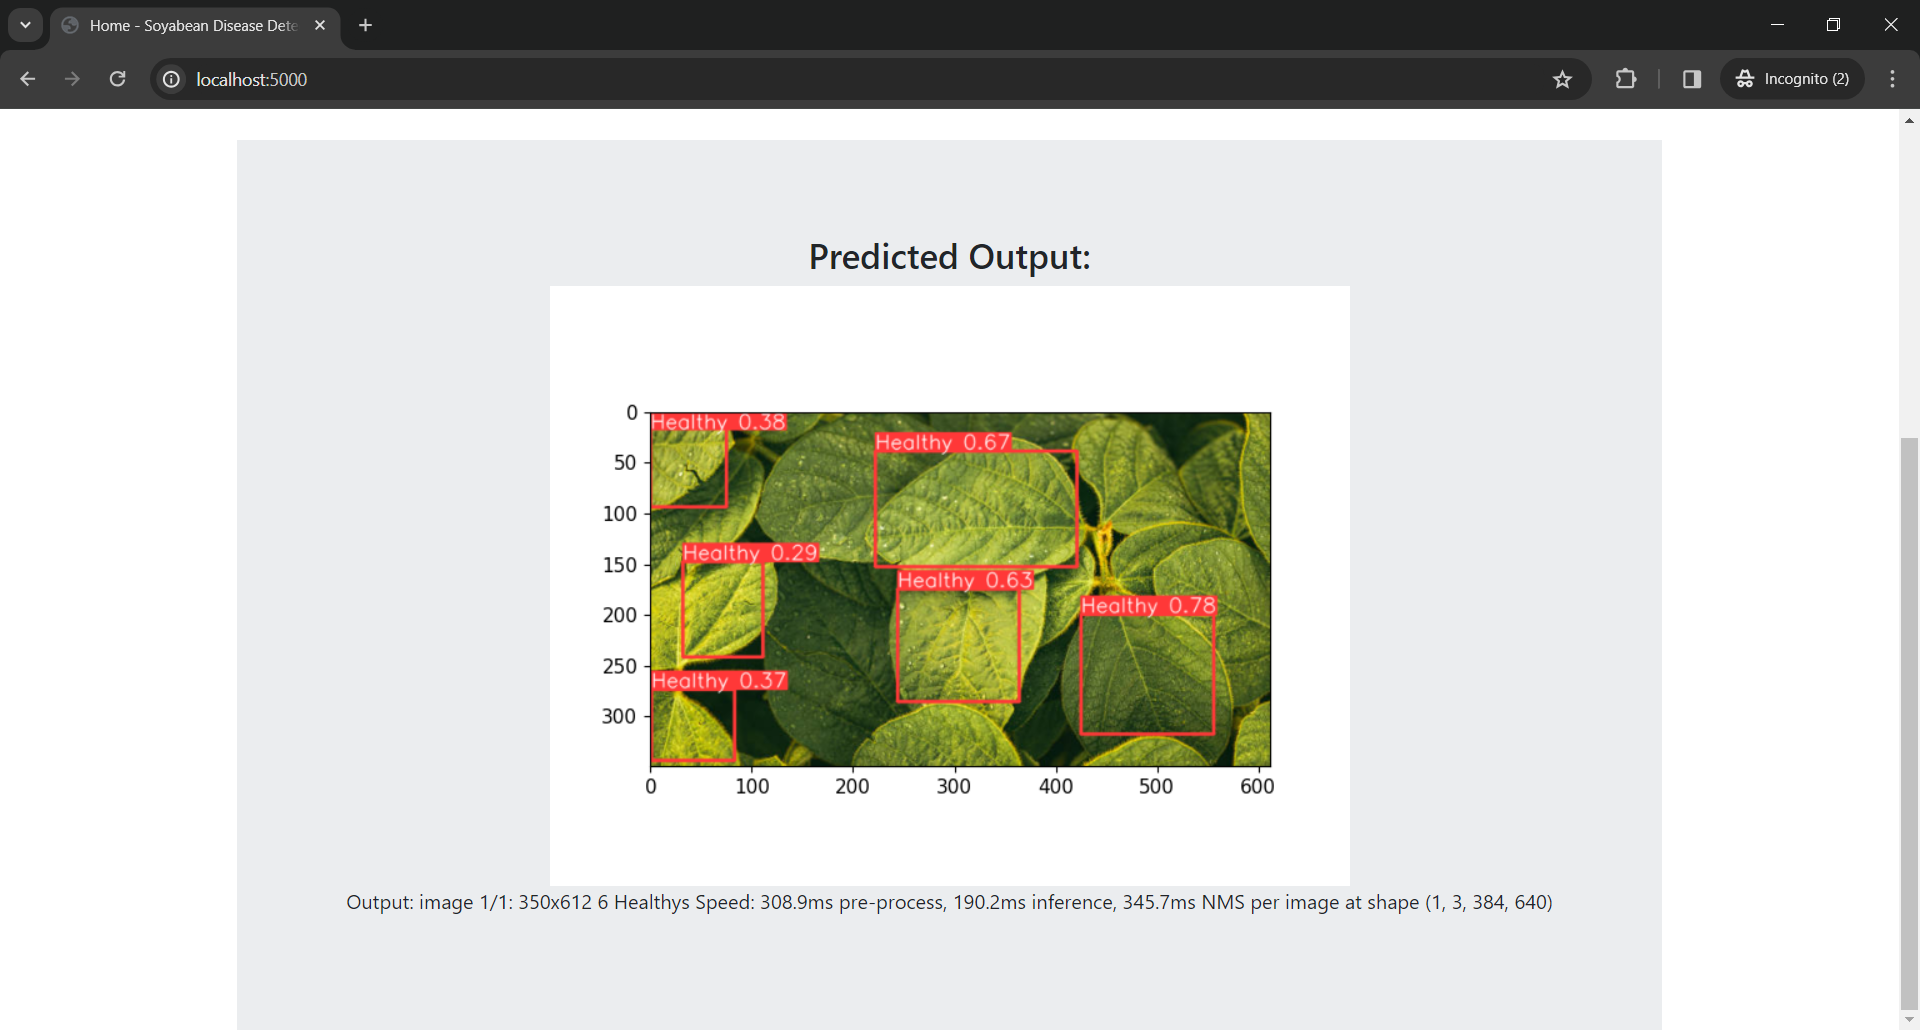 Home - Soyabean Disease Dete
localhost:5000
Incognito (2)
Predicted Output:
0
50
100
150
200
250
300
Healthy 0.38
Healthy 0.67
Healthy 0.29
Healthy 0.63
Healthy 0.78
Healthy 0.37
0 100 200 300 400 500 600
Output: image 1/1: 350x612 6 Healthys Speed: 308.9ms pre-process, 190.2ms inference, 345.7ms NMS per image at shape (1, 3, 384, 640)